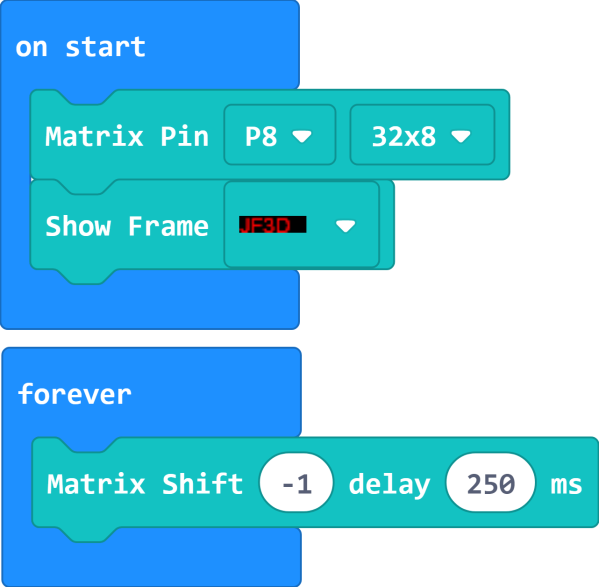 on start
Matrix Pin P8 32x8
Show Frame JF3D
forever
Matrix Shift -1 delay 250 ms